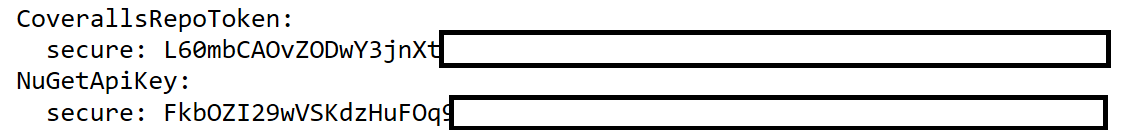 CoverallsRepoToken:
  secure: L60mbCAOvZODwY3jnXt
NuGetApiKey:
  secure: FkbOZI29wVSKdzHuFOq9